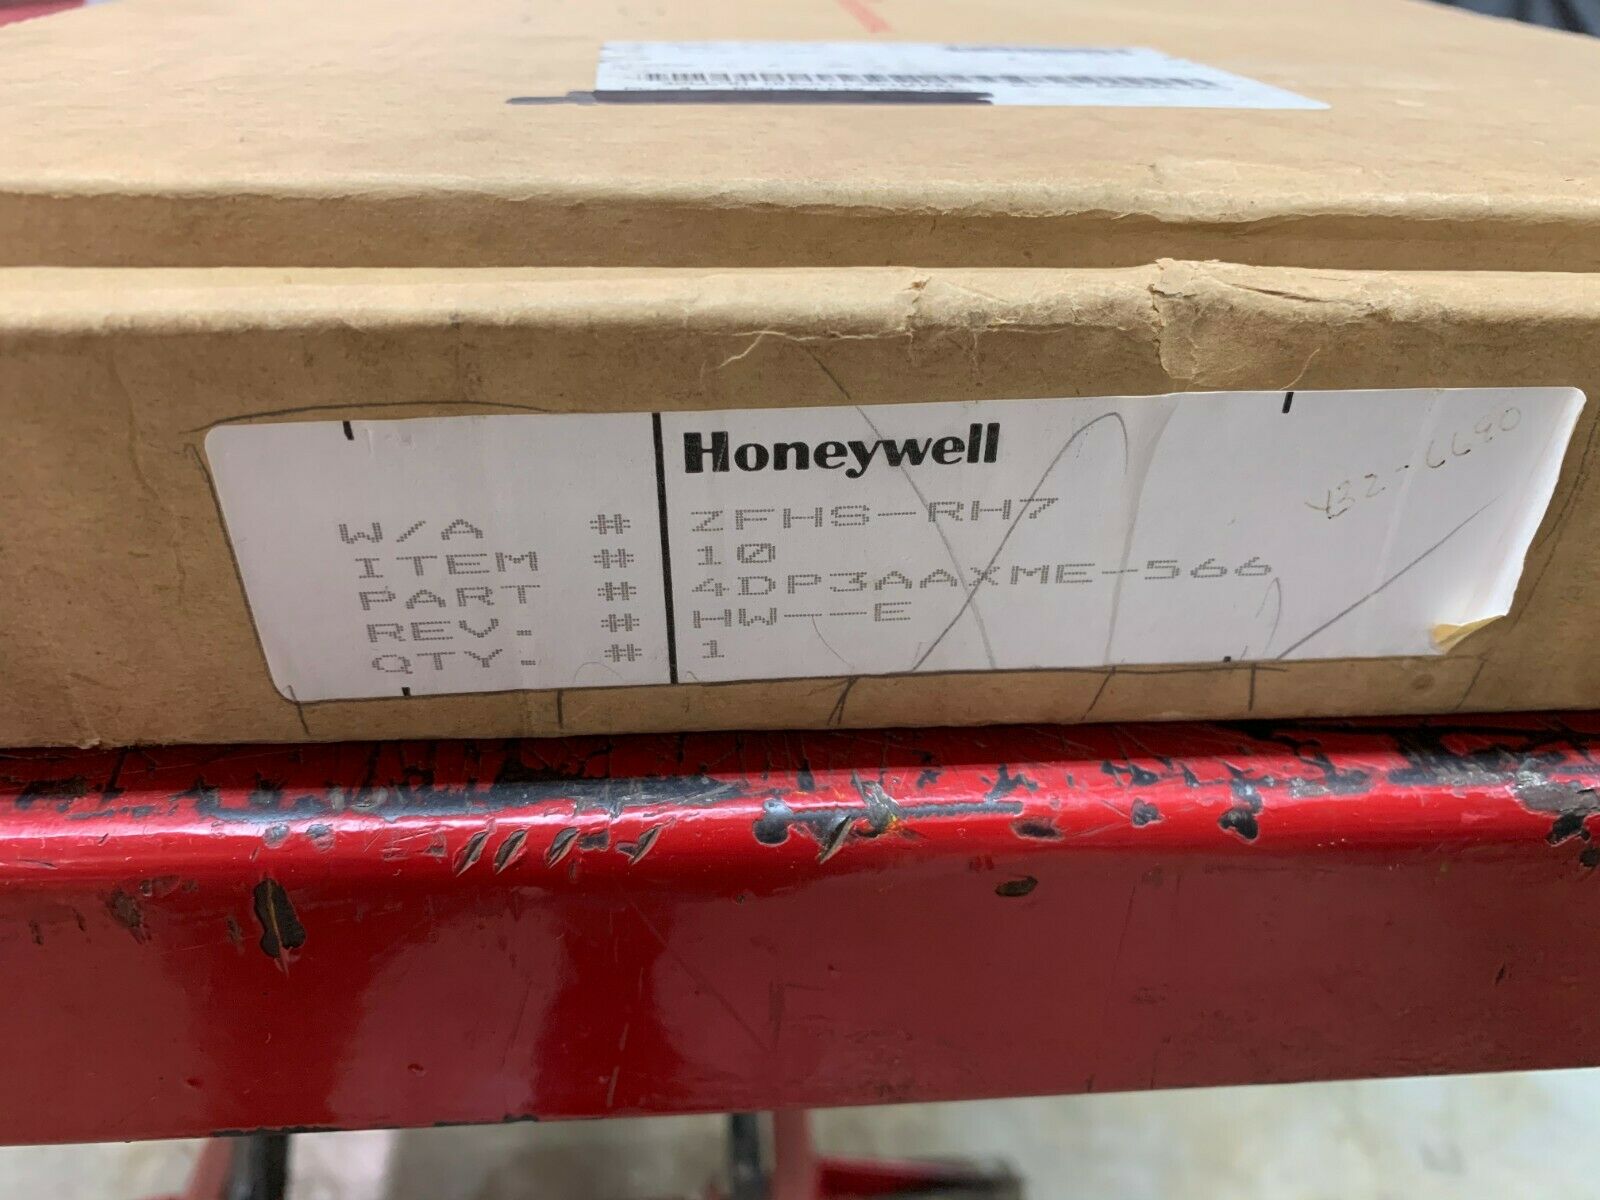 Honeywell
W/A # ZFHS-RH7
ITEM # 10
PART # 4DP3AAXME-566
REV. # HW--E
QTY. # 1